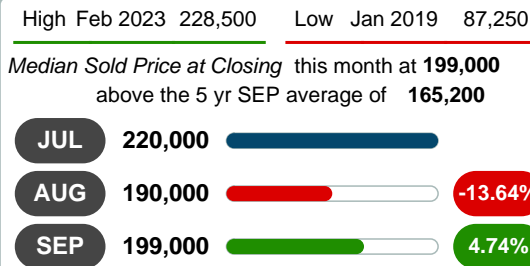 High Feb 2023 228,500 Low Jan 2019 87,250
Median Sold Price at Closing this month at 199,000
above the 5 yr SEP average of 165,200
JUL 220,000
AUG 190,000 -13.64%
SEP 199,000 4.74%